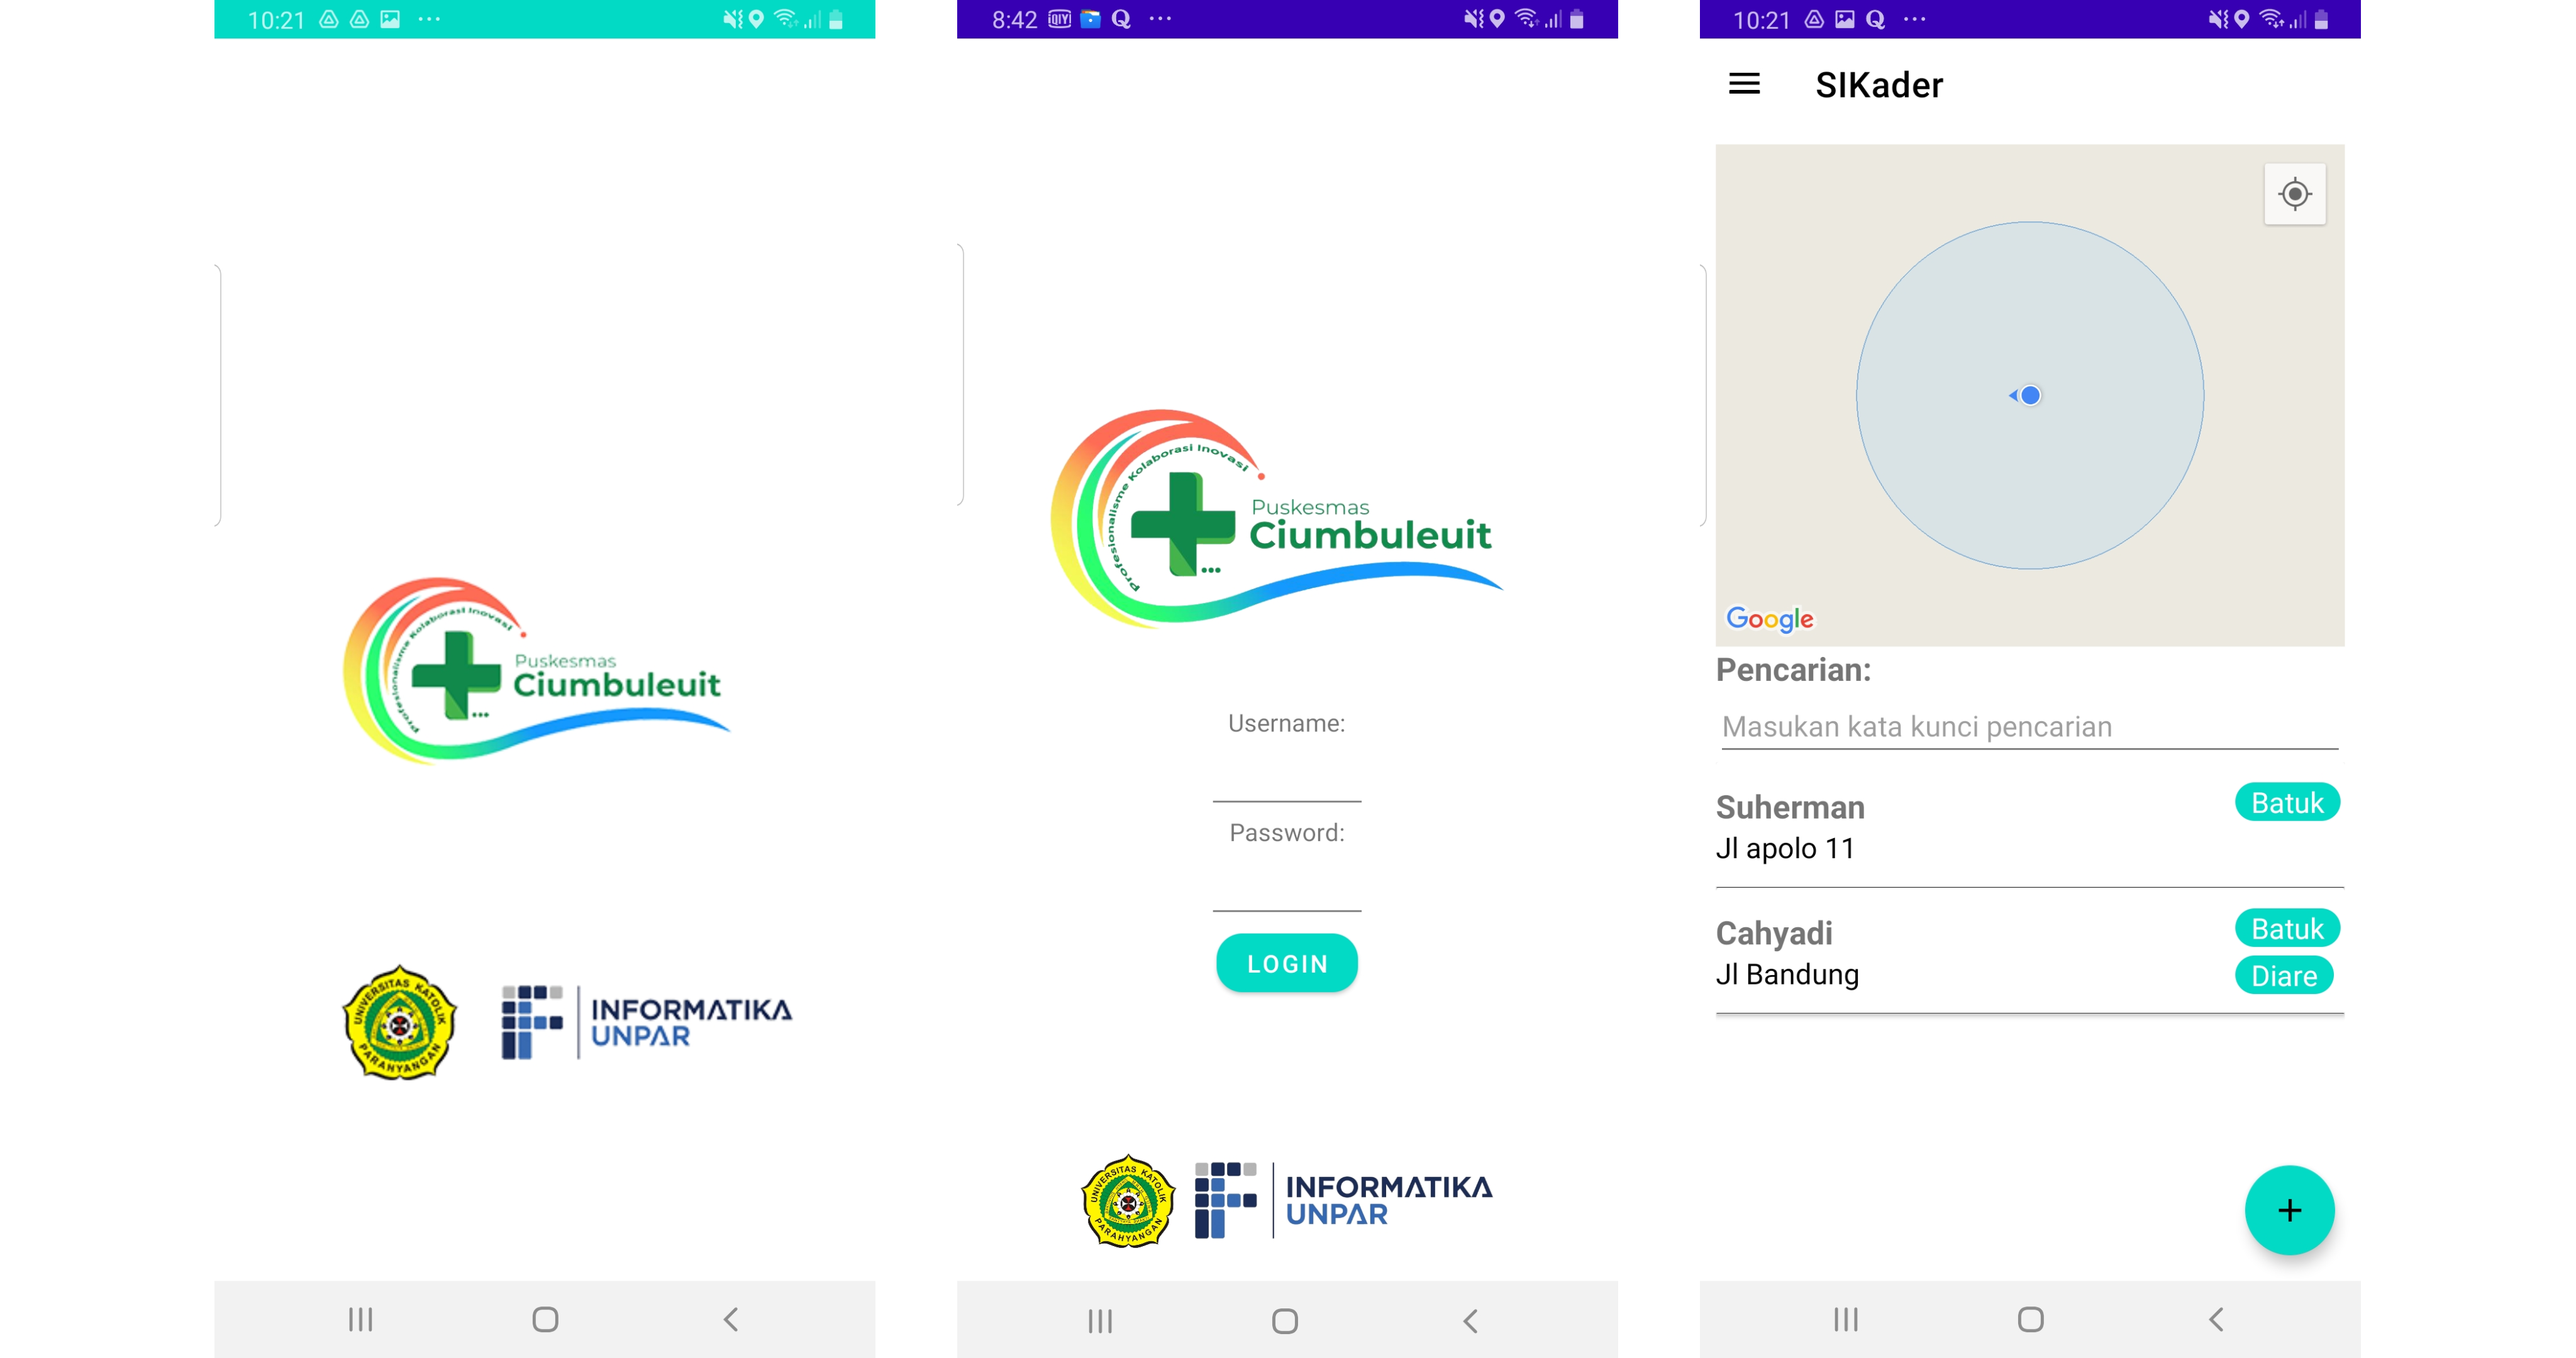 10:21
Profesionalisme Kolaborasi Inovasi
Puskesmas
Ciumbuleuit
UNIVERSITAS KATOLIK
PARAHYANGAN
INFORMATIKA
UNPAR
8:42 iQIY Q
Profesionalisme Kolaborasi Inovasi
Puskesmas
Ciumbuleuit
Username:
Password:
LOGIN
UNIVERSITAS KATOLIK
PARAHYANGAN
INFORMATIKA
UNPAR
10:21 Q
SIKader
Google
Pencarian:
Masukan kata kunci pencarian
Suherman
Batuk
Jl apolo 11
Cahyadi
Batuk
Jl Bandung
Diare
+